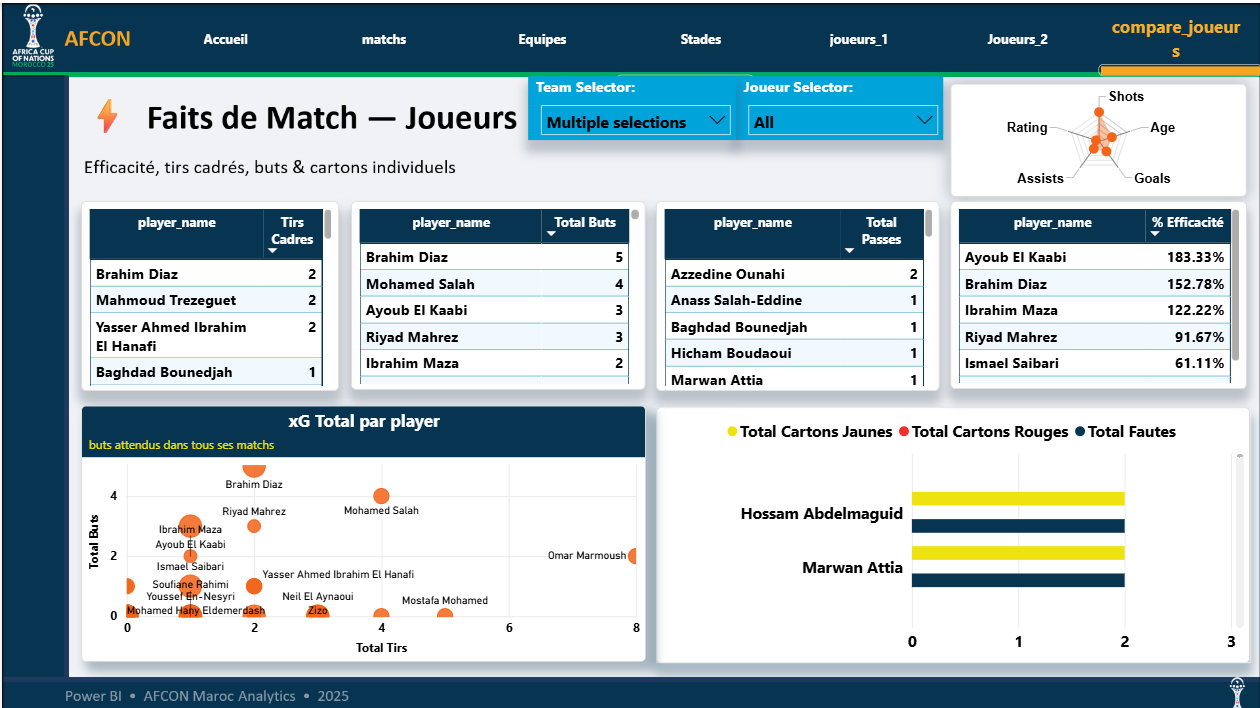 AFRICA CUP
OF NATIONS
MOROCCO 25
AFCON
Accueil
matchs
Equipes
Stades
joueurs_1
Joueurs_2
compare_joueur
s
Faits de Match — Joueurs
Efficacité, tirs cadrés, buts & cartons individuels
Team Selector:
Multiple selections
Joueur Selector:
All
Shots
Rating
Age
Assists
Goals
player_name Tirs
Cadres
Brahim Diaz 2
Mahmoud Trezeguet 2
Yasser Ahmed Ibrahim 2
El Hanafi
Baghdad Bounedjah 1
player_name Total Buts
Brahim Diaz 5
Mohamed Salah 4
Ayoub El Kaabi 3
Riyad Mahrez 3
Ibrahim Maza 2
player_name Total
Passes
Azzedine Ounahi 2
Anass Salah-Eddine 1
Baghdad Bounedjah 1
Hicham Boudaoui 1
Marwan Attia 1
player_name % Efficacité
Ayoub El Kaabi 183.33%
Brahim Diaz 152.78%
Ibrahim Maza 122.22%
Riyad Mahrez 91.67%
Ismael Saibari 61.11%
xG Total par player
buts attendus dans tous ses matchs
Total Buts
4
2
0
Brahim Diaz
Mohamed Salah
Riyad Mahrez
Ibrahim Maza
Ayoub El Kaabi
Omar Marmoush
Ismael Saibari
Yasser Ahmed Ibrahim El Hanafi
Soufiane Rahimi
Youssef En-Nesyri
Neil El Aynaoui
Mostafa Mohamed
Mohamed Hany Eldemerdash
Zizo
0 2 4 6 8
Total Tirs
Total Cartons Jaunes Total Cartons Rouges Total Fautes
Hossam Abdelmaguid
Marwan Attia
0 1 2 3
Power BI • AFCON Maroc Analytics • 2025